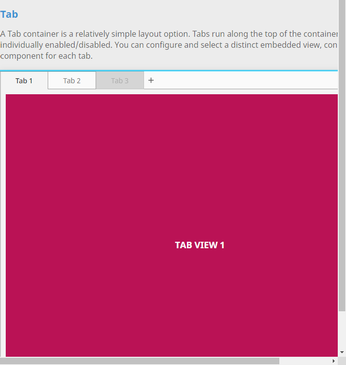 Tab
A Tab container is a relatively simple layout option. Tabs run along the top of the container
individually enabled/disabled. You can configure and select a distinct embedded view, con
component for each tab.
Tab 1 Tab 2 Tab 3 +
TAB VIEW 1